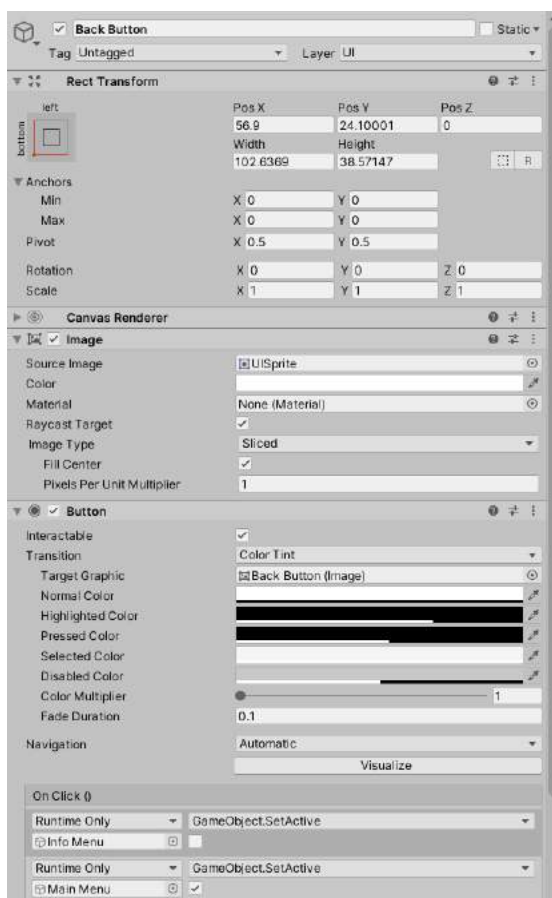 Back Button Static
Tag Untagged Layer UI
Rect Transform
left Pos X Pos Y Pos Z
bottom 56.9 24.10001 0
Width Height
102.6369 38.57147 R
Anchors
Min X 0 Y 0
Max X 0 Y 0
Pivot X 0.5 Y 0.5
Rotation X 0 Y 0 Z 0
Scale X 1 Y 1 Z 1
Canvas Renderer
Image
Source Image UISprite
Color
Material None (Material)
Raycast Target
Image Type Sliced
Fill Center
Pixels Per Unit Multiplier 1
Button
Interactable
Transition Color Tint
Target Graphic Back Button (Image)
Normal Color
Highlighted Color
Pressed Color
Selected Color
Disabled Color
Color Multiplier 1
Fade Duration 0.1
Navigation Automatic
Visualize
On Click ()
Runtime Only GameObject.SetActive
Info Menu
Runtime Only GameObject.SetActive
Main Menu